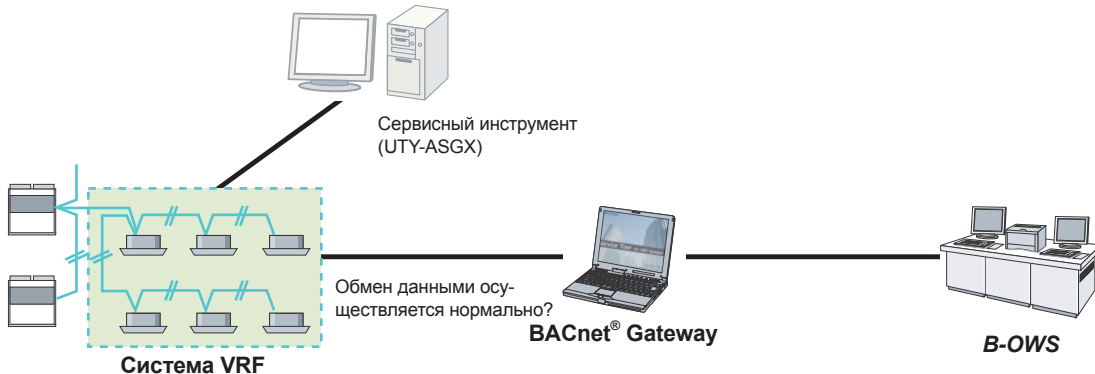 Сервисный инструмент
(UTY-ASGX)
Обмен данными осу-
ществляется нормально?
BACnet® Gateway
B-OWS
Система VRF